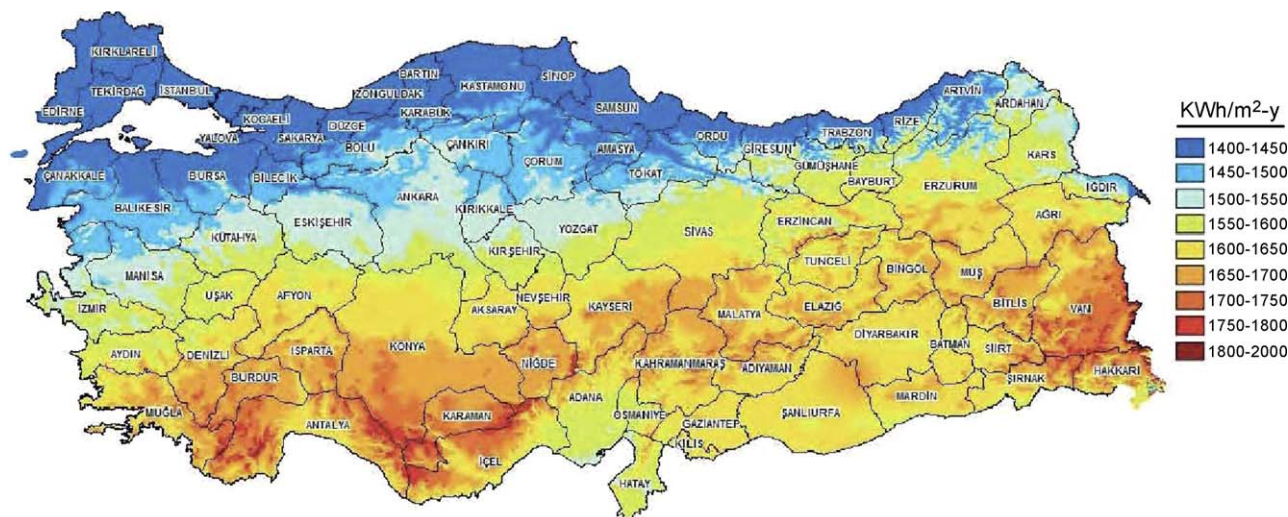 KIRKLARELİ
EDİRNE
TEKİRDAĞ
İSTANBUL
KOCAELİ
YALOVA
SAKARYA
DÜZCE
ZONGULDAK
BARTIN
KARABÜK
KASTAMONU
SİNOP
SAMSUN
ORDU
GİRESUN
TRABZON
RİZE
ARTVİN
ARDAHAN
ÇANAKKALE
BURSA
BİLECİK
BOLU
ÇANKIRI
ÇORUM
AMASYA
TOKAT
GÜMÜŞHANE
BAYBURT
ERZURUM
KARS
IĞDIR
BALIKESİR
KÜTAHYA
ESKİŞEHİR
ANKARA
KIRIKKALE
YOZGAT
SİVAS
ERZİNCAN
AĞRI
MANİSA
KIRŞEHİR
TUNCELİ
BİNGÖL
MUŞ
İZMİR
UŞAK
AFYON
AKSARAY
NEVŞEHİR
KAYSERİ
MALATYA
ELAZIĞ
BİTLİS
VAN
AYDIN
DENİZLİ
ISPARTA
KONYA
NİĞDE
DİYARBAKIR
BATMAN
SİİRT
BURDUR
KAHRAMANMARAŞ
ADIYAMAN
ŞIRNAK
HAKKARİ
MUĞLA
ANTALYA
KARAMAN
ADANA
OSMANİYE
GAZİANTEP
ŞANLIURFA
MARDİN
İÇEL
KİLİS
HATAY
KWh/m²-y
1400-1450
1450-1500
1500-1550
1550-1600
1600-1650
1650-1700
1700-1750
1750-1800
1800-2000